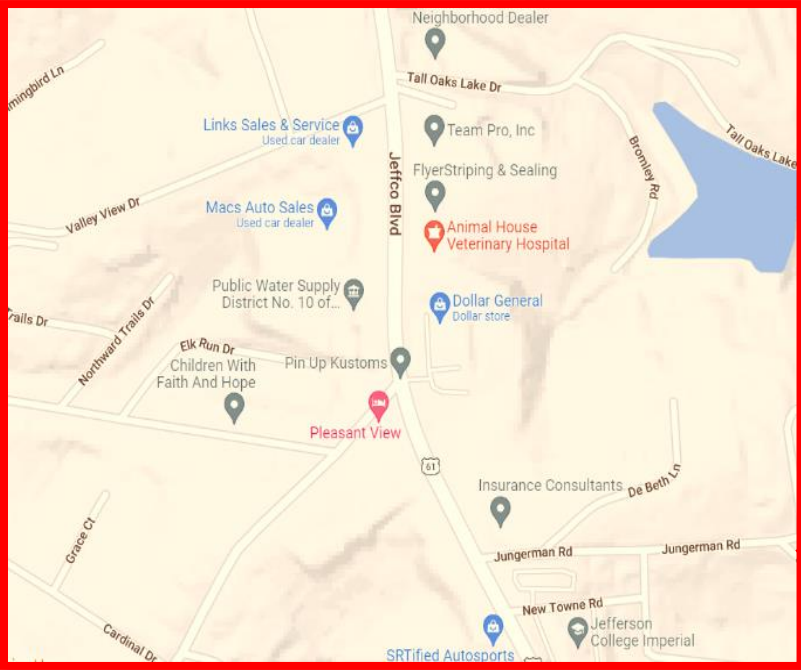 Neighborhood Dealer
Tall Oaks Lake Dr
mingbird Ln
Links Sales & Service
Used car dealer
Team Pro, Inc
Tall Oaks Lake
Bromley Rd
Jeffco Blvd
FlyerStriping & Sealing
Valley View Dr
Macs Auto Sales
Used car dealer
Animal House
Veterinary Hospital
Public Water Supply
District No. 10 of...
Dollar General
Dollar store
Trails Dr
Northward Trails Dr
Elk Run Dr
Pin Up Kustoms
Children With
Faith And Hope
Pleasant View
61
Insurance Consultants
De Beth Ln
Grace Ct
Jungerman Rd
Jungerman Rd
New Towne Rd
Cardinal Dr
Jefferson
College Imperial
SRTified Autosports